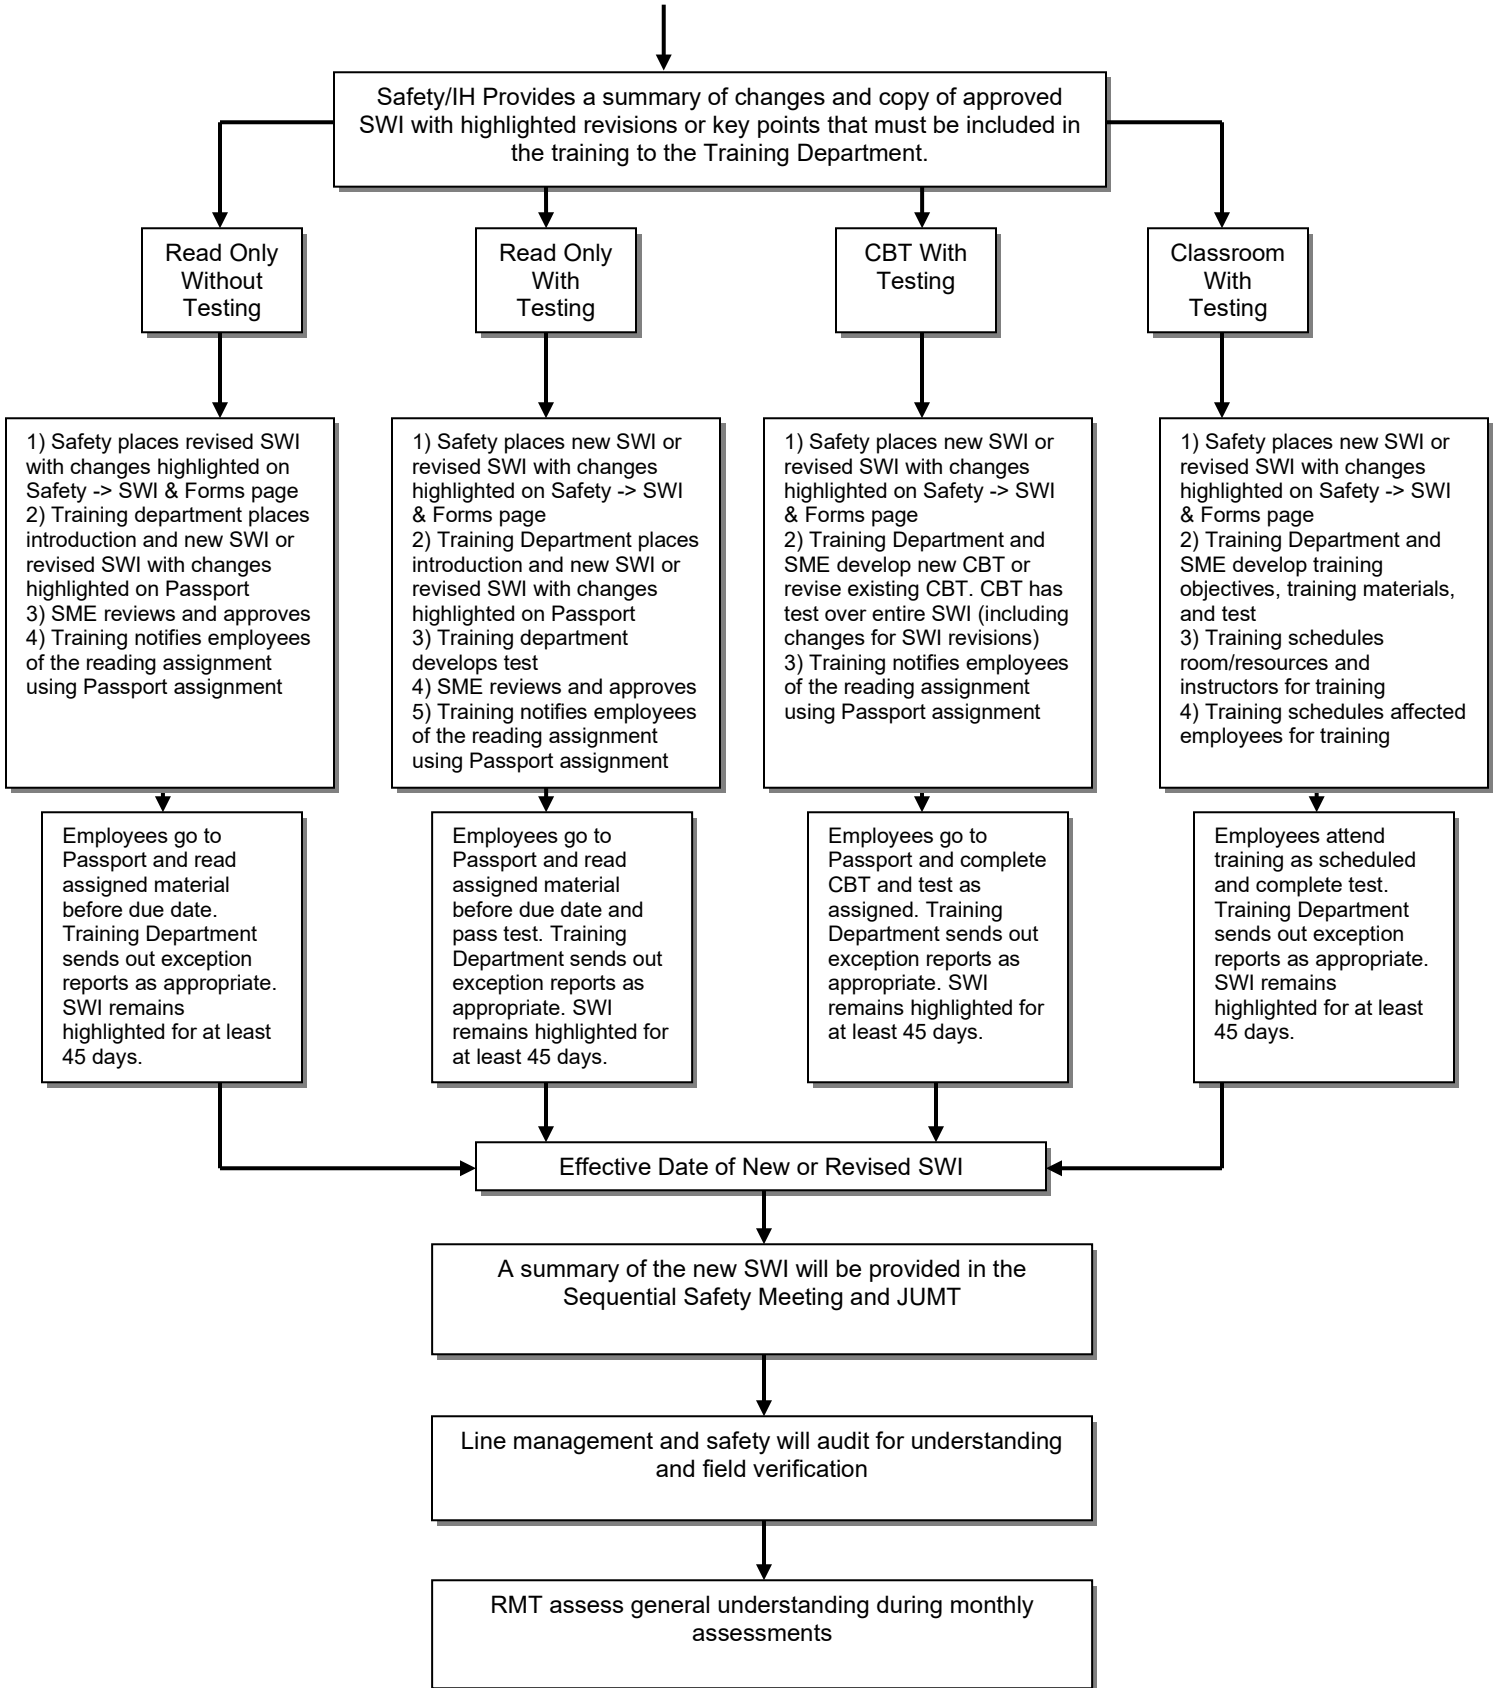 Safety/IH Provides a summary of changes and copy of approved
SWI with highlighted revisions or key points that must be included in
the training to the Training Department.
Read Only
Without
Testing
Read Only
With
Testing
CBT With
Testing
Classroom
With
Testing
1) Safety places revised SWI
with changes highlighted on
Safety -> SWI & Forms page
2) Training department places
introduction and new SWI or
revised SWI with changes
highlighted on Passport
3) SME reviews and approves
4) Training notifies employees
of the reading assignment
using Passport assignment
1) Safety places new SWI or
revised SWI with changes
highlighted on Safety -> SWI
& Forms page
2) Training Department places
introduction and new SWI or
revised SWI with changes
highlighted on Passport
3) Training department
develops test
4) SME reviews and approves
5) Training notifies employees
of the reading assignment
using Passport assignment
1) Safety places new SWI or
revised SWI with changes
highlighted on Safety -> SWI
& Forms page
2) Training Department and
SME develop new CBT or
revise existing CBT. CBT has
test over entire SWI (including
changes for SWI revisions)
3) Training notifies employees
of the reading assignment
using Passport assignment
1) Safety places new SWI or
revised SWI with changes
highlighted on Safety -> SWI
& Forms page
2) Training Department and
SME develop training
objectives, training materials,
and test
3) Training schedules
room/resources and
instructors for training
4) Training schedules affected
employees for training
Employees go to
Passport and read
assigned material
before due date.
Training Department
sends out exception
reports as appropriate.
SWI remains
highlighted for at least
45 days.
Employees go to
Passport and read
assigned material
before due date and
pass test. Training
Department sends out
exception reports as
appropriate. SWI
remains highlighted for
at least 45 days.
Employees go to
Passport and complete
CBT and test as
assigned. Training
Department sends out
exception reports as
appropriate. SWI
remains highlighted for
at least 45 days.
Employees attend
training as scheduled
and complete test.
Training Department
sends out exception
reports as appropriate.
SWI remains
highlighted for at least
45 days.
Effective Date of New or Revised SWI
A summary of the new SWI will be provided in the
Sequential Safety Meeting and JUMT
Line management and safety will audit for understanding
and field verification
RMT assess general understanding during monthly
assessments